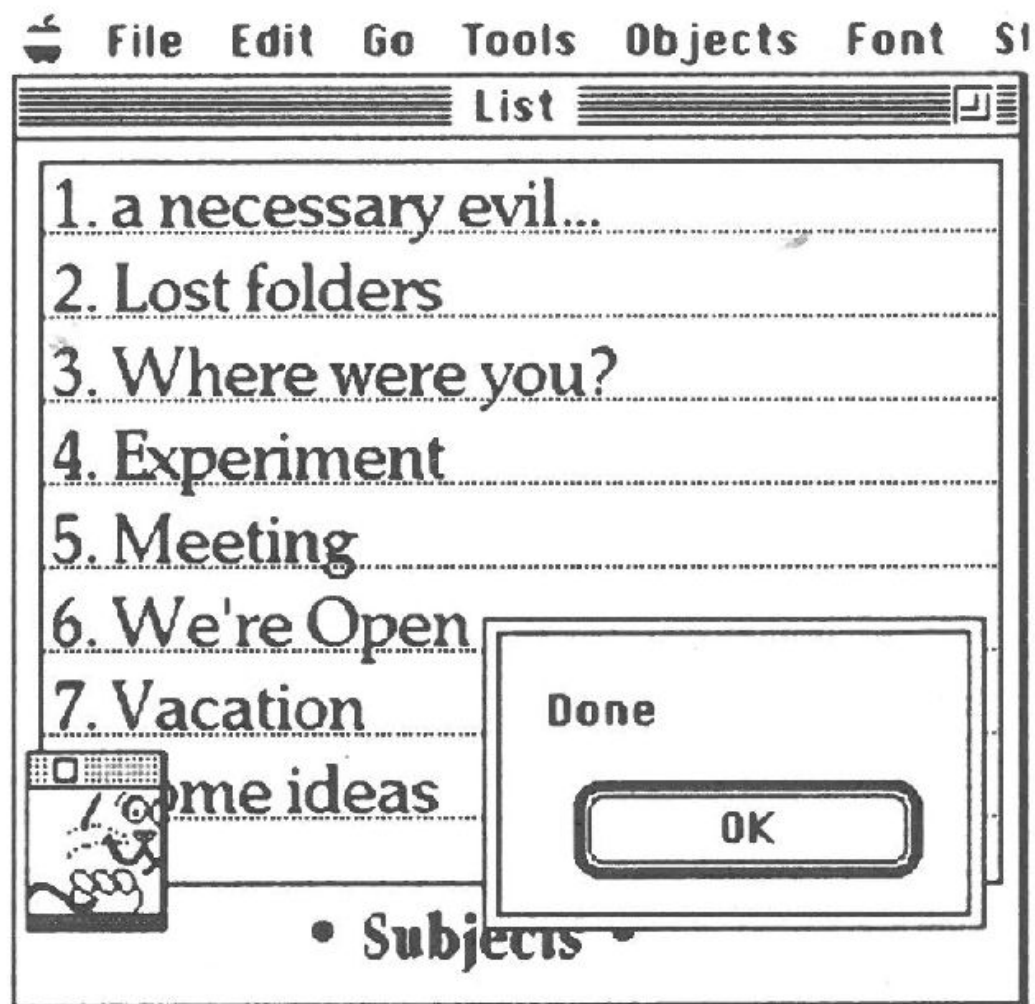 File Edit Go Tools Objects Font St
List
1. a necessary evil...
2. Lost folders
3. Where were you?
4. Experiment
5. Meeting
6. We're Open
7. Vacation
ome ideas
Done
OK
• Subjects •